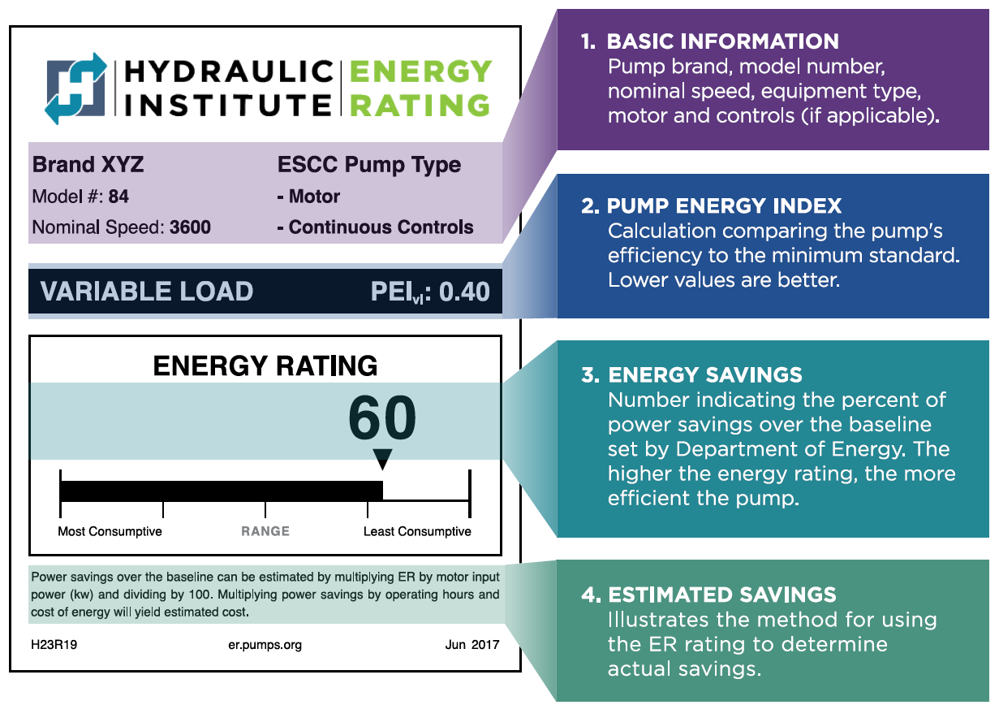 HYDRAULIC
INSTITUTE
ENERGY
RATING
Brand XYZ
Model #: 84
Nominal Speed: 3600
ESCC Pump Type
- Motor
- Continuous Controls
VARIABLE LOAD PEIvl: 0.40
ENERGY RATING
60
Most Consumptive RANGE Least Consumptive
Power savings over the baseline can be estimated by multiplying ER by motor input
power (kw) and dividing by 100. Multiplying power savings by operating hours and
cost of energy will yield estimated cost.
H23R19 er.pumps.org Jun 2017
1. BASIC INFORMATION
Pump brand, model number,
nominal speed, equipment type,
motor and controls (if applicable).
2. PUMP ENERGY INDEX
Calculation comparing the pump's
efficiency to the minimum standard.
Lower values are better.
3. ENERGY SAVINGS
Number indicating the percent of
power savings over the baseline
set by Department of Energy. The
higher the energy rating, the more
efficient the pump.
4. ESTIMATED SAVINGS
Illustrates the method for using
the ER rating to determine
actual savings.